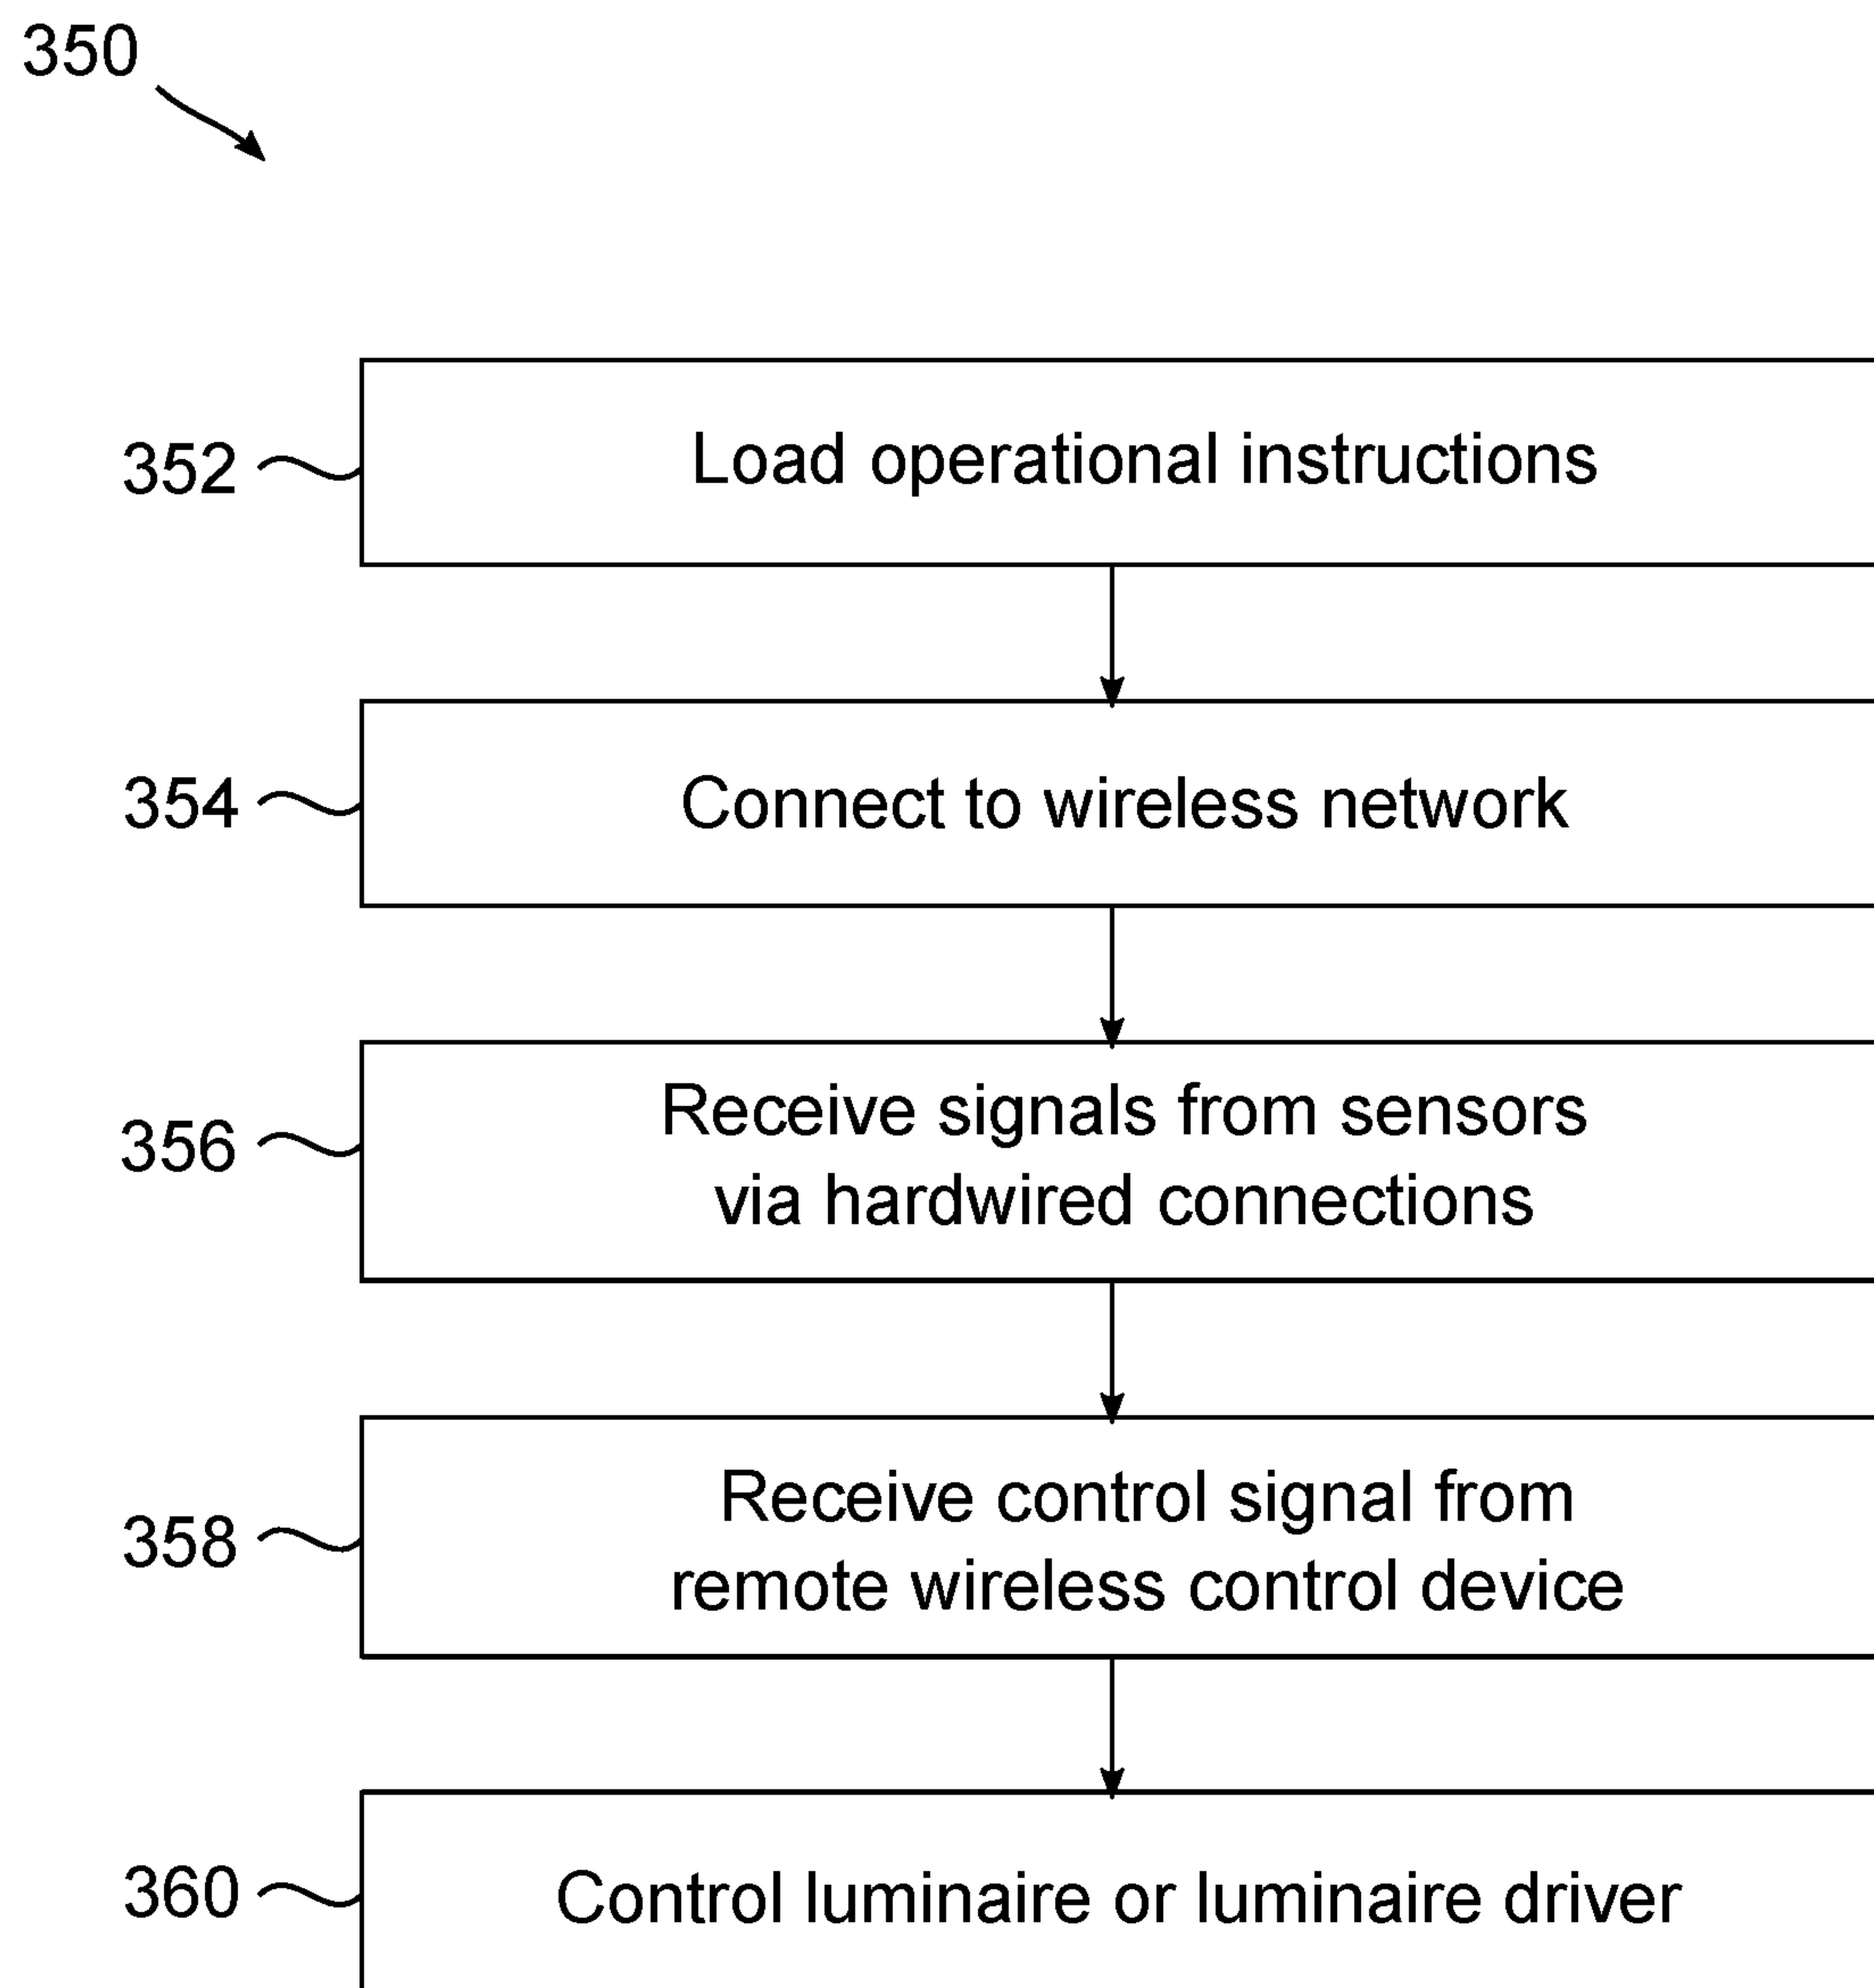 350
352
Load operational instructions
354
Connect to wireless network
356
Receive signals from sensors
via hardwired connections
358
Receive control signal from
remote wireless control device
360
Control luminaire or luminaire driver